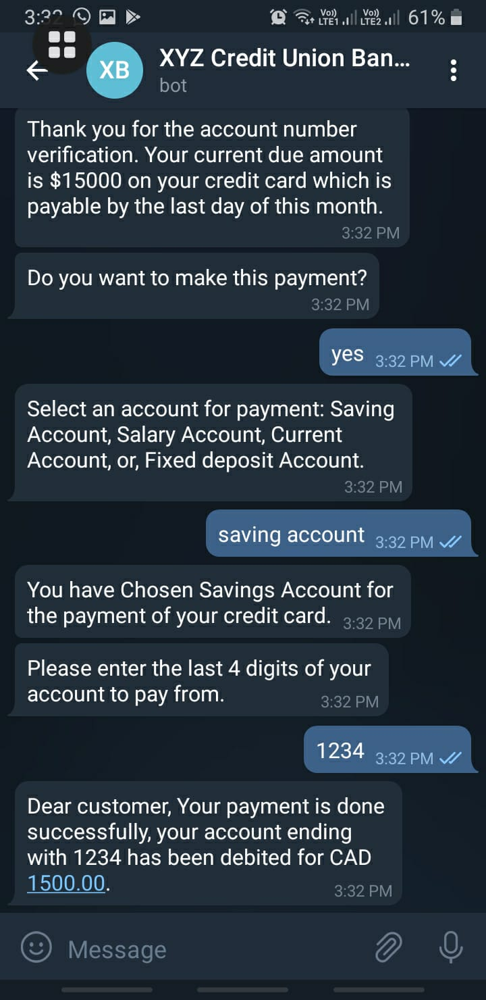 3:32
Vo)) LTE1 Vo)) LTE2 61%
XB
XYZ Credit Union Ban...
bot
Thank you for the account number
verification. Your current due amount
is $15000 on your credit card which is
payable by the last day of this month.
3:32 PM
Do you want to make this payment?
3:32 PM
yes 3:32 PM
Select an account for payment: Saving
Account, Salary Account, Current
Account, or, Fixed deposit Account.
3:32 PM
saving account 3:32 PM
You have Chosen Savings Account for
the payment of your credit card. 3:32 PM
Please enter the last 4 digits of your
account to pay from. 3:32 PM
1234 3:32 PM
Dear customer, Your payment is done
successfully, your account ending
with 1234 has been debited for CAD
1500.00. 3:32 PM
Message